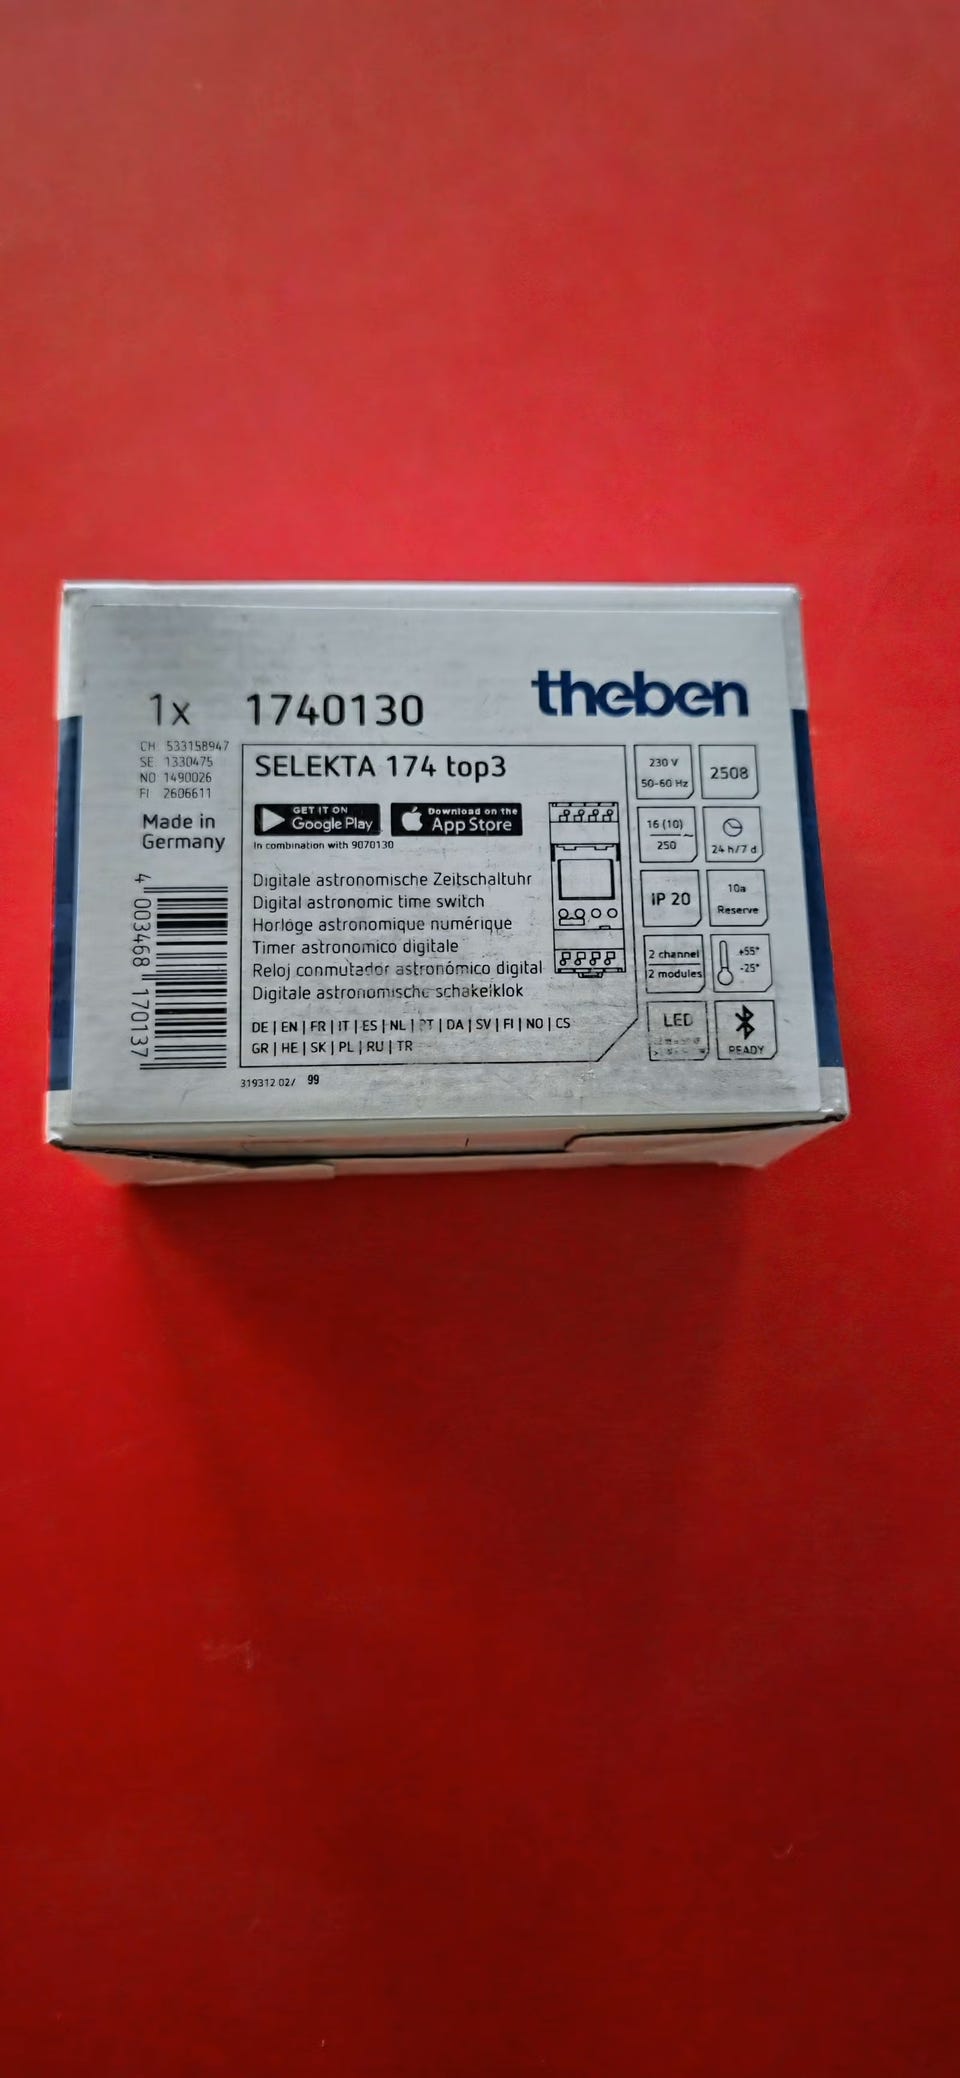 theben
1x 1740130
CH 533158947
SE 1330475
NO 1490026
FI 2606611
Made in
Germany
4 003468 170137
SELEKTA 174 top3
GET IT ON
Google Play
Download on the
App Store
In combination with 9070130
Digitale astronomische Zeitschaltuhr
Digital astronomic time switch
Horloge astronomique numérique
Timer astronomico digitale
Reloj conmutador astronómico digital
Digitale astronomische schakelklok
DE | EN | FR | IT | ES | NL | PT | DA | SV | FI | NO | CS
GR | HE | SK | PL | RU | TR
319312 02/ 99
230 V
50-60 Hz
2508
16 (10)
250 ~
24 h/7 d
IP 20
10a
Reserve
2 channel
2 modules
+55°
-25°
LED
READY